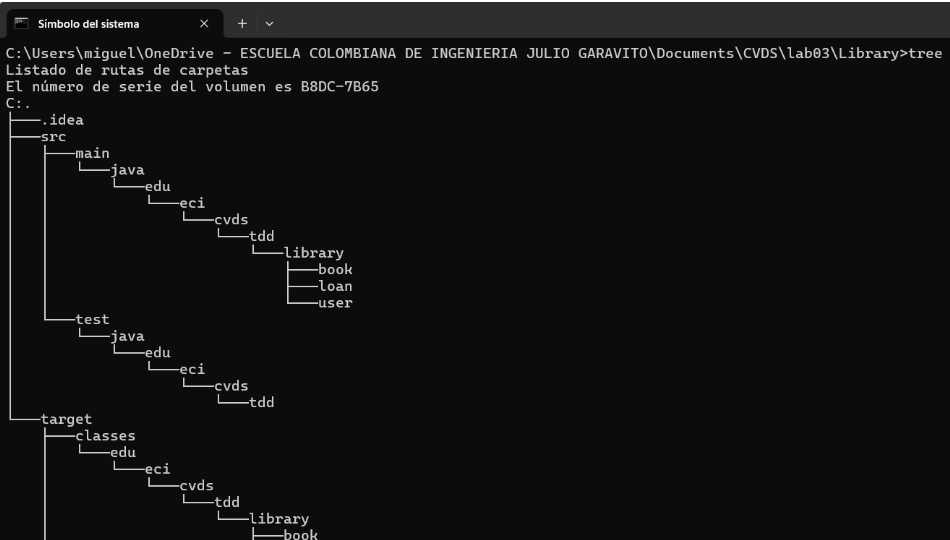 Símbolo del sistema
C:\Users\miguel\OneDrive - ESCUELA COLOMBIANA DE INGENIERIA JULIO GARAVITO\Documents\CVDS\lab03\Library>tree
Listado de rutas de carpetas
El número de serie del volumen es B8DC-7B65
C:.
├───.idea
├───src
│   ├───main
│   │   └───java
│   │       └───edu
│   │           └───eci
│   │               └───cvds
│   │                   └───tdd
│   │                       └───library
│   │                           ├───book
│   │                           ├───loan
│   │                           └───user
│   └───test
│       └───java
│           └───edu
│               └───eci
│                   └───cvds
│                       └───tdd
└───target
    ├───classes
    │   └───edu
    │       └───eci
    │           └───cvds
    │               └───tdd
    │                   └───library
    │                       ├───book